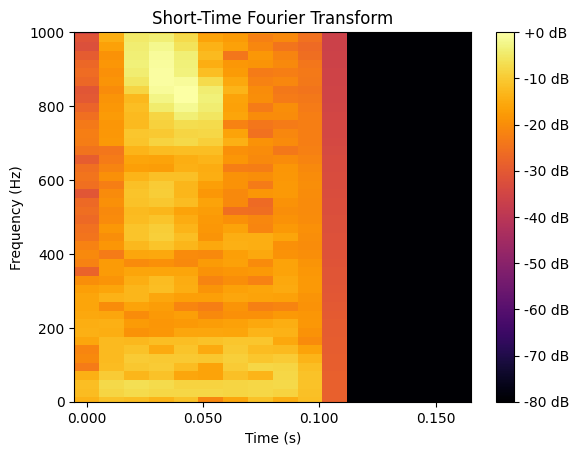 Short-Time Fourier Transform
Frequency (Hz)
1000
800
600
400
200
0
0.000
0.050
0.100
0.150
Time (s)
+0 dB
-10 dB
-20 dB
-30 dB
-40 dB
-50 dB
-60 dB
-70 dB
-80 dB